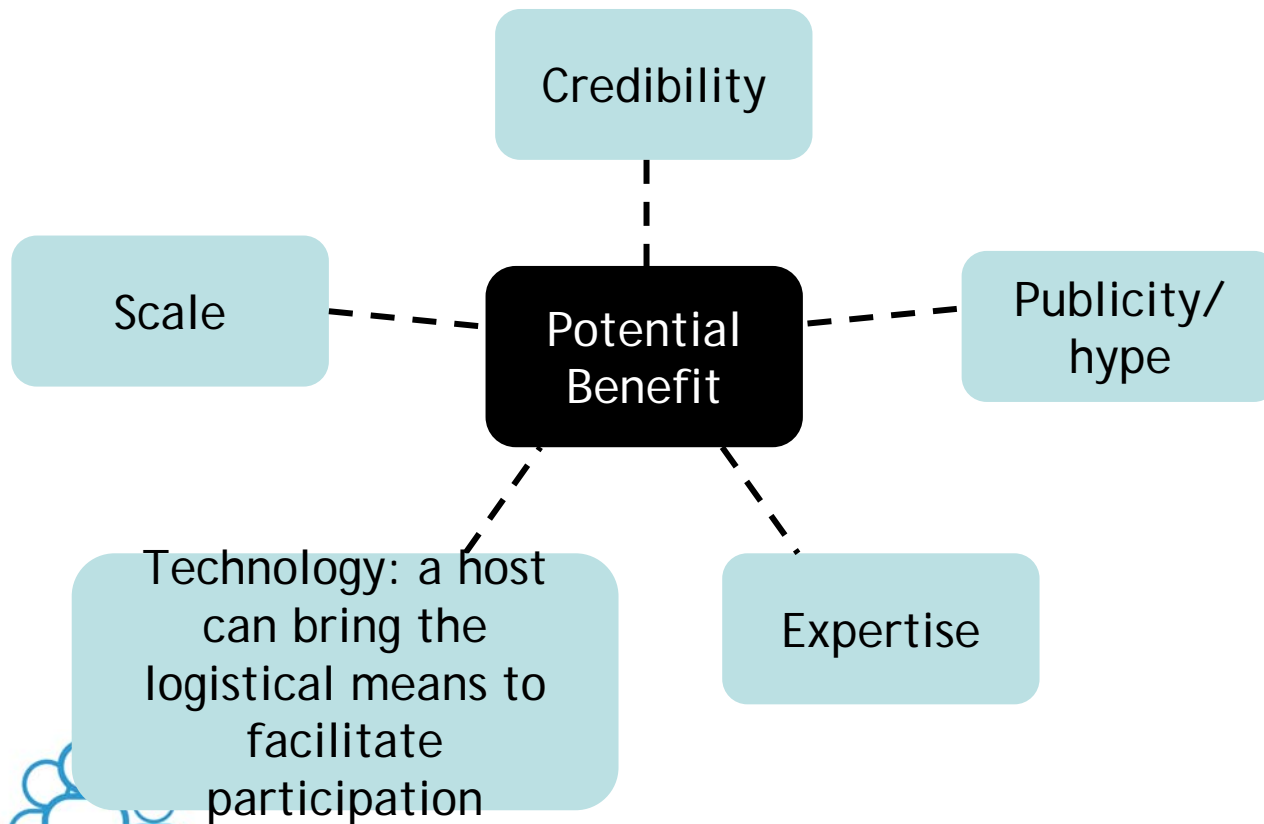 Credibility
Scale
Potential
Benefit
Publicity/
hype
Technology: a host
can bring the
logistical means to
facilitate
participation
Expertise